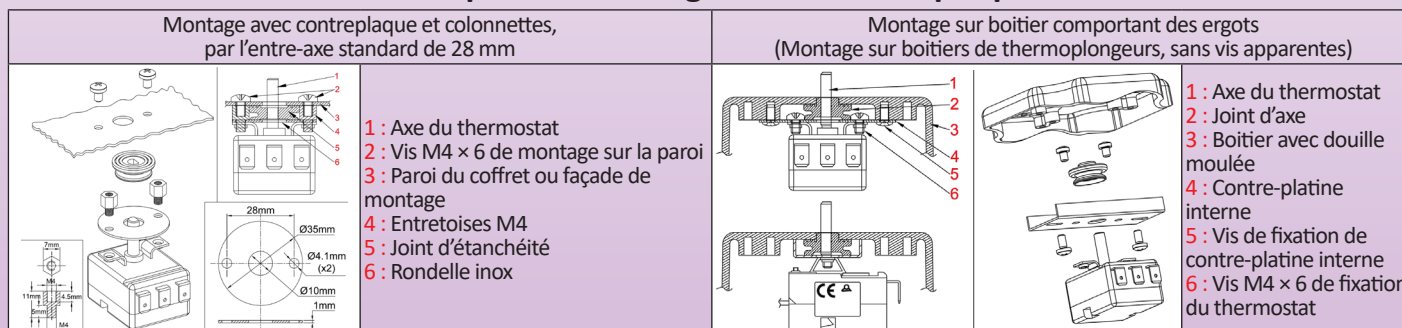 Montage avec contreplaque et colonnettes,
par l'entre-axe standard de 28 mm
Montage sur boitier comportant des ergots
(Montage sur boitiers de thermoplongeurs, sans vis apparentes)
1
2
3
4
5
6
28mm
Ø35mm
Ø4.1mm
(x2)
Ø10mm
1mm
7mm
M4
11mm
4.5mm
5mm
M4
1 : Axe du thermostat
2 : Vis M4 × 6 de montage sur la paroi
3 : Paroi du coffret ou façade de
montage
4 : Entretoises M4
5 : Joint d'étanchéité
6 : Rondelle inox
1
2
3
4
5
6
CE
1 : Axe du thermostat
2 : Joint d'axe
3 : Boitier avec douille
moulée
4 : Contre-platine
interne
5 : Vis de fixation de
contre-platine interne
6 : Vis M4 × 6 de fixation
du thermostat